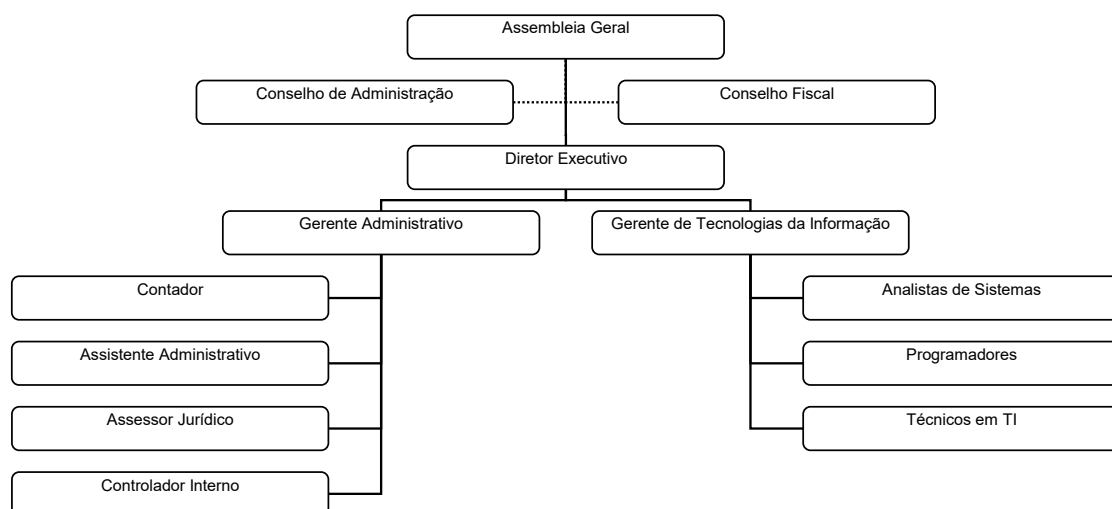 Assembleia Geral
Conselho de Administração
Conselho Fiscal
Diretor Executivo
Gerente Administrativo
Gerente de Tecnologias da Informação
Contador
Analistas de Sistemas
Assistente Administrativo
Programadores
Assessor Jurídico
Técnicos em TI
Controlador Interno